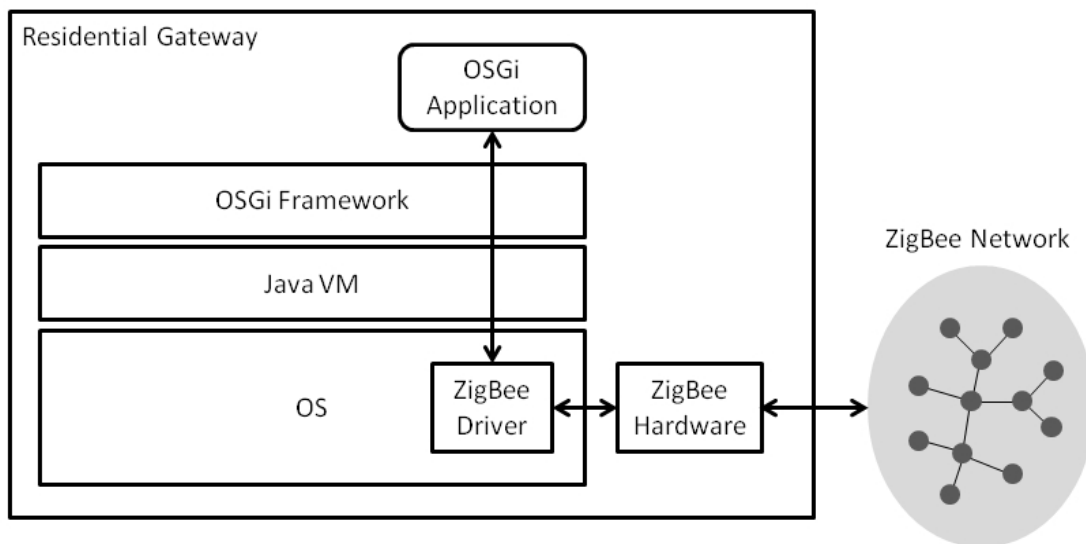 Residential Gateway
OSGi
Application
OSGi Framework
Java VM
OS
ZigBee
Driver
ZigBee
Hardware
ZigBee Network